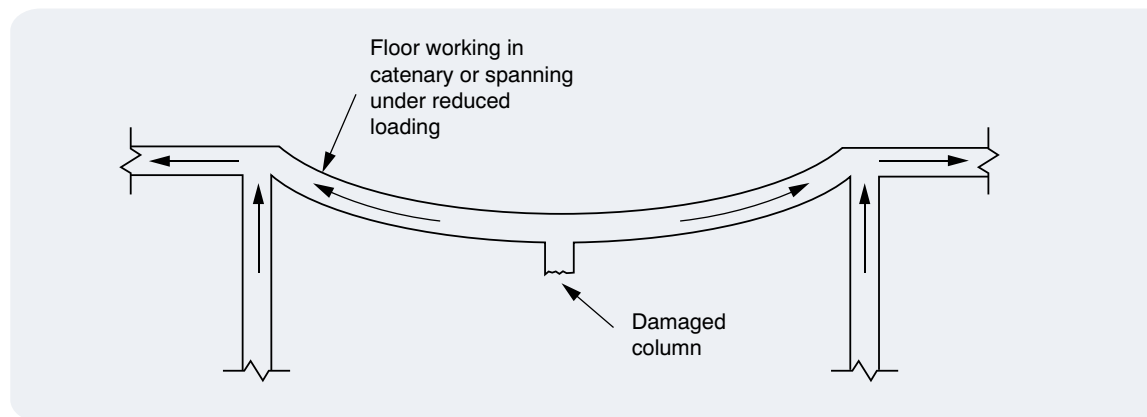 Floor working in
catenary or spanning
under reduced
loading
Damaged
column